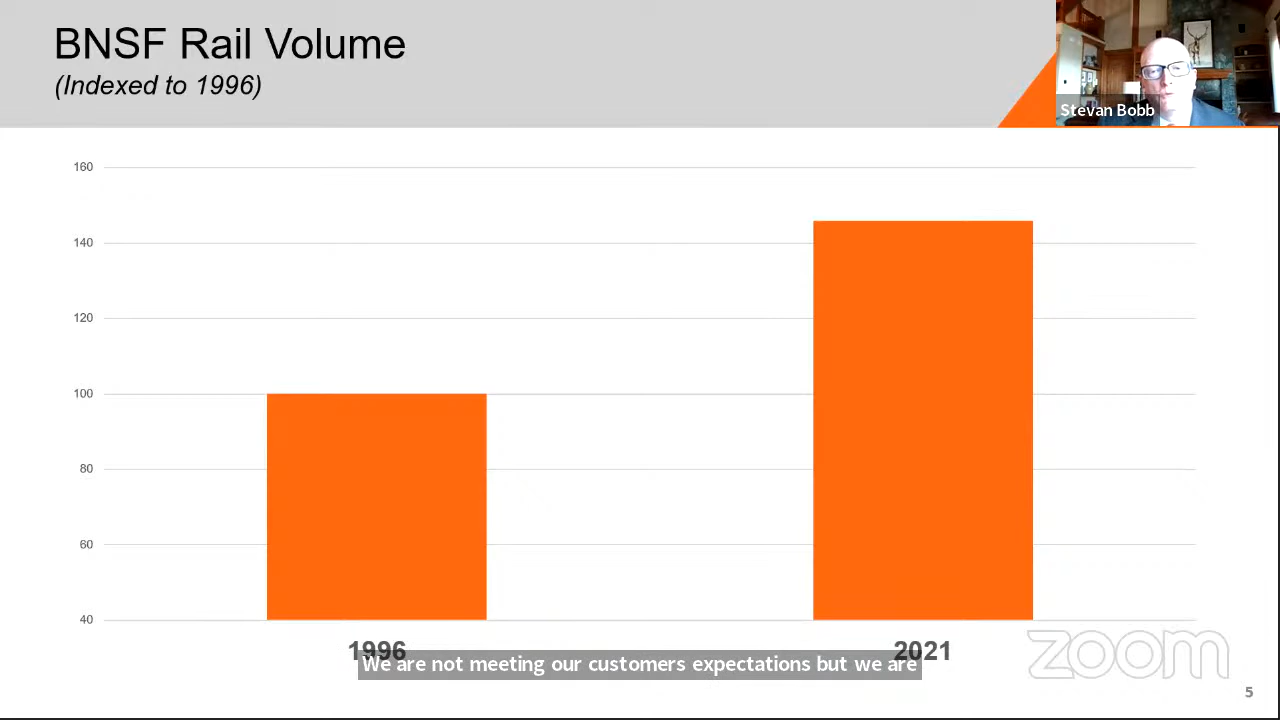 BNSF Rail Volume
(Indexed to 1996)
Stevan Bobb
160
140
120
100
80
60
40
1996
2021
We are not meeting our customers expectations but we are
zoom
5